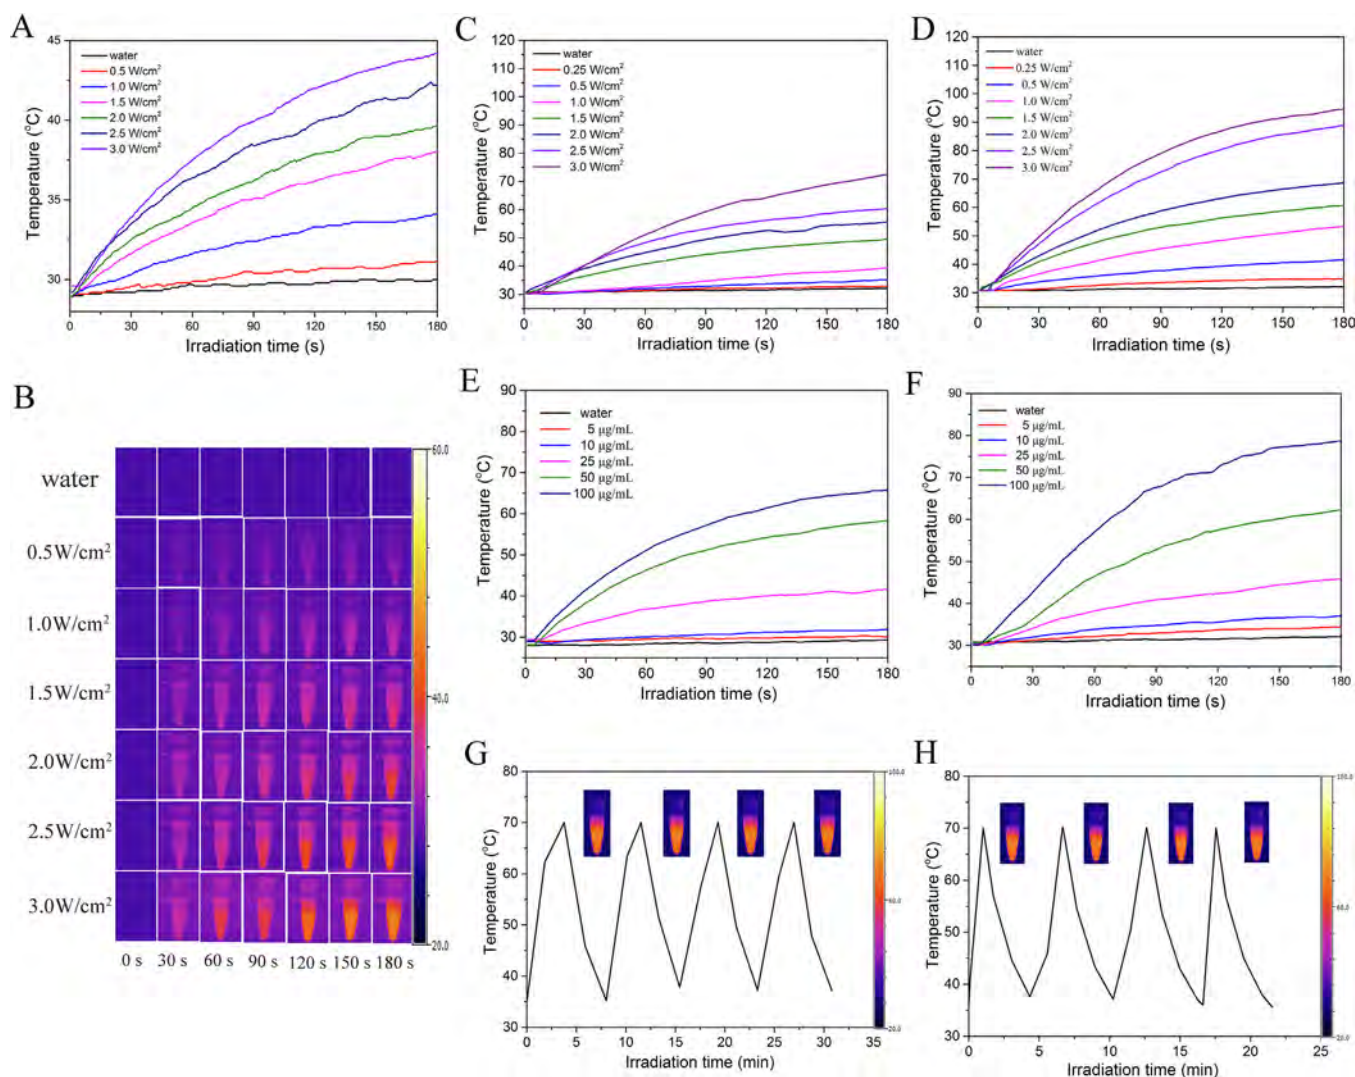 A
45
40
35
30
0 30 60 90 120 150 180
Temperature (°C)
Irradiation time (s)
water
0.5 W/cm²
1.0 W/cm²
1.5 W/cm²
2.0 W/cm²
2.5 W/cm²
3.0 W/cm²
C
120
110
100
90
80
70
60
50
40
30
0 30 60 90 120 150 180
Temperature (°C)
Irradiation time (s)
water
0.25 W/cm²
0.5 W/cm²
1.0 W/cm²
1.5 W/cm²
2.0 W/cm²
2.5 W/cm²
3.0 W/cm²
D
120
110
100
90
80
70
60
50
40
30
0 30 60 90 120 150 180
Temperature (°C)
Irradiation time (s)
water
0.25 W/cm²
0.5 W/cm²
1.0 W/cm²
1.5 W/cm²
2.0 W/cm²
2.5 W/cm²
3.0 W/cm²
B
water
0.5W/cm²
1.0W/cm²
1.5W/cm²
2.0W/cm²
2.5W/cm²
3.0W/cm²
0 s 30 s 60 s 90 s 120 s 150 s 180 s
60.0
40.0
20.0
E
90
80
70
60
50
40
30
0 30 60 90 120 150 180
Temperature (°C)
Irradiation time (s)
water
5 μg/mL
10 μg/mL
25 μg/mL
50 μg/mL
100 μg/mL
F
90
80
70
60
50
40
30
0 30 60 90 120 150 180
Temperature (°C)
Irradiation time (s)
water
5 μg/mL
10 μg/mL
25 μg/mL
50 μg/mL
100 μg/mL
G
80
70
60
50
40
30
0 5 10 15 20 25 30 35
Temperature (°C)
Irradiation time (min)
100.0
60.0
20.0
H
80
70
60
50
40
30
0 5 10 15 20 25
Temperature (°C)
Irradiation time (min)
100.0
60.0
20.0